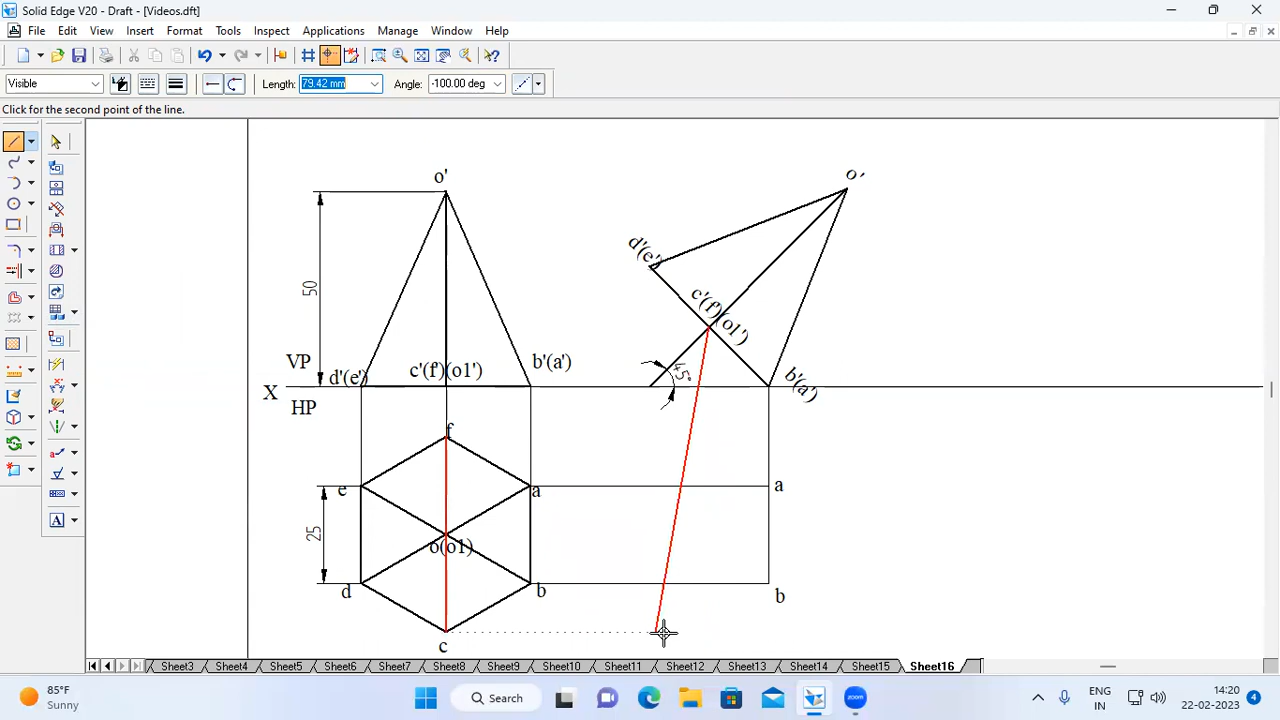 Solid Edge V20 - Draft - [Videos.dft]
File Edit View Insert Format Tools Inspect Applications Manage Window Help
Visible Length: 79.42 mm Angle: -100.00 deg
Click for the second point of the line.
o' o'
d'(e')
50 c'(f')(o1')
VP c'(f')(o1') b'(a') 45°
d'(e') b'(a')
X
HP
f
e a a
25 o(o1)
d b b
c
Sheet3 Sheet4 Sheet5 Sheet6 Sheet7 Sheet8 Sheet9 Sheet10 Sheet11 Sheet12 Sheet13 Sheet14 Sheet15 Sheet16
85°F
Sunny
Search
zoom
ENG
IN
14:20
22-02-2023
4